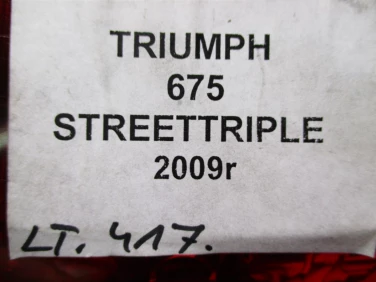 TRIUMPH
675
STREETTRIPLE
2009r
LT. 417.